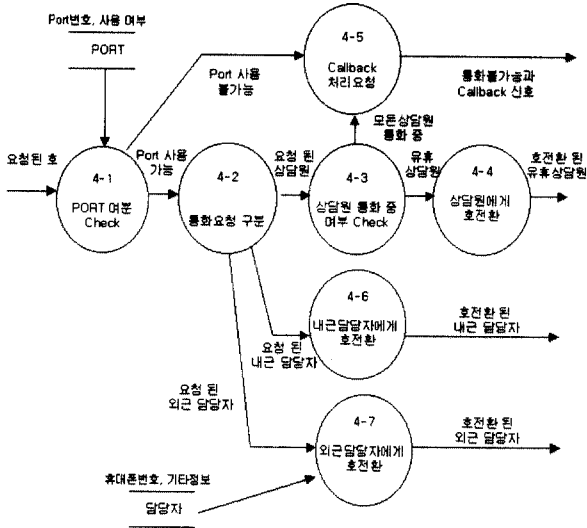 Port번호, 사용 여부
PORT
4-5
Callback
처리요청
Port 사용
불가능
통화불가능과
Callback 신호
모든상담원
통화 중
요청된 호
4-1
PORT 여분
Check
Port 사용
가능
4-2
통화요청 구분
요청 된
상담원
4-3
상담원 통화 중
여부 Check
유휴
상담원
4-4
상담원에게
호전환
호전환 된
유휴상담원
4-6
내근담당자에게
호전환
호전환 된
내근 담당자
요청 된
내근 담당자
요청 된
외근 담당자
4-7
외근담당자에게
호전환
호전환 된
외근 담당자
휴대폰번호, 기타정보
담당자